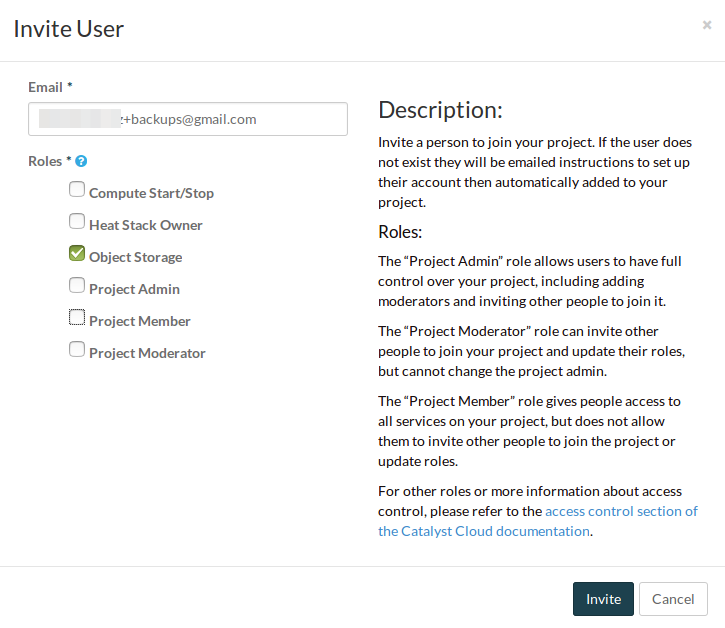 Invite User
×
Email *
+backups@gmail.com
Roles * ?
Compute Start/Stop
Heat Stack Owner
Object Storage
Project Admin
Project Member
Project Moderator
Description:
Invite a person to join your project. If the user does
not exist they will be emailed instructions to set up
their account then automatically added to your
project.
Roles:
The “Project Admin” role allows users to have full
control over your project, including adding
moderators and inviting other people to join it.
The “Project Moderator” role can invite other
people to join your project and update their roles,
but cannot change the project admin.
The “Project Member” role gives people access to
all services on your project, but does not allow
them to invite other people to join the project or
update roles.
For other roles or more information about access
control, please refer to the access control section of
the Catalyst Cloud documentation.
Invite
Cancel